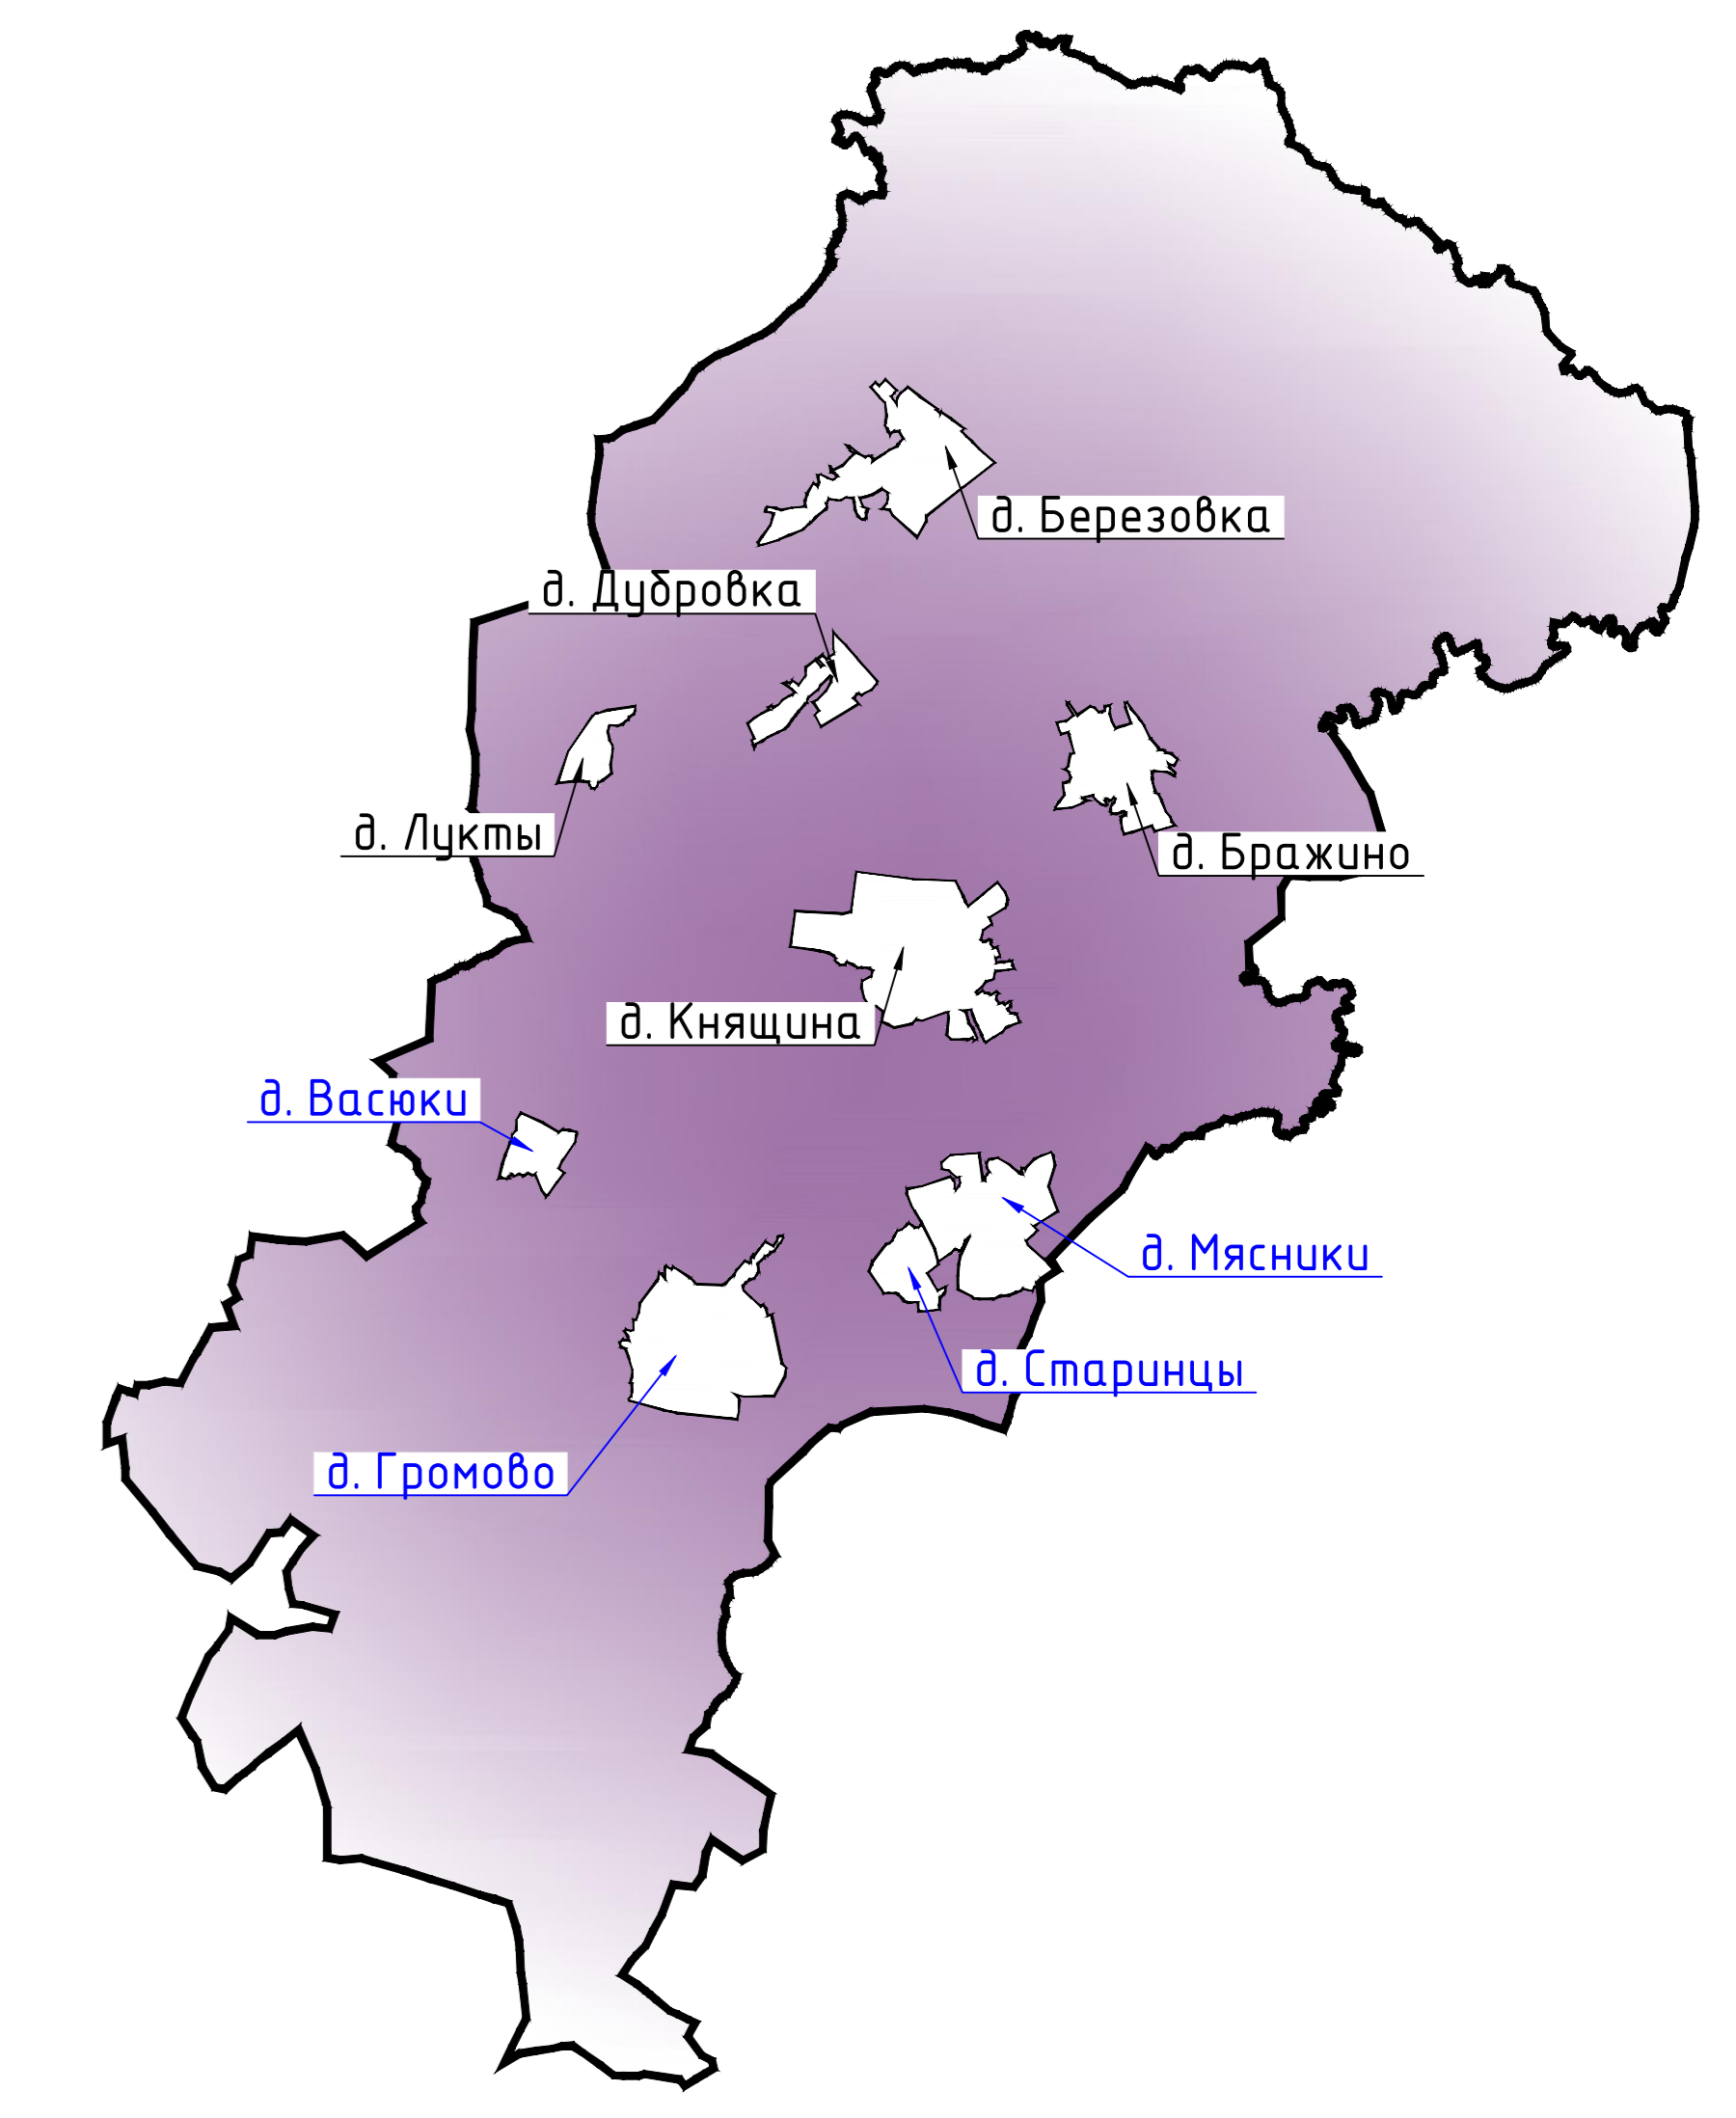 д. Березовка
д. Дубровка
д. Лукты
д. Бражино
д. Княщина
д. Васюки
д. Мясники
д. Старинцы
д. Громово